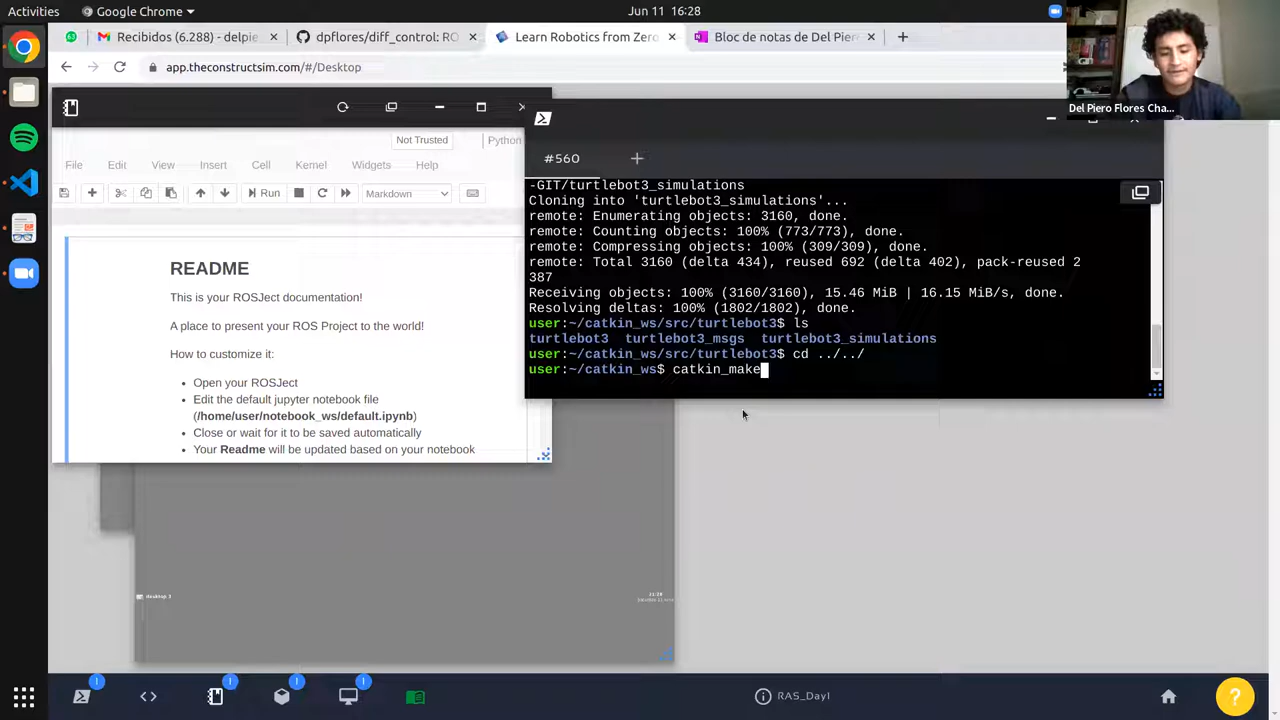 Activities
Google Chrome
Jun 11 16:28
Recibidos (6.288) - delpie
dpflores/diff_control: RO
Learn Robotics from Zero
Bloc de notas de Del Pier
app.theconstructsim.com/#/Desktop
Del Piero Flores Cha...
Not Trusted
Python
File Edit View Insert Cell Kernel Widgets Help
Run
Markdown
README
This is your ROSJect documentation!
A place to present your ROS Project to the world!
How to customize it:
Open your ROSJect
Edit the default jupyter notebook file
(/home/user/notebook_ws/default.ipynb)
Close or wait for it to be saved automatically
Your Readme will be updated based on your notebook
#560
-GIT/turtlebot3_simulations
Cloning into 'turtlebot3_simulations'...
remote: Enumerating objects: 3160, done.
remote: Counting objects: 100% (773/773), done.
remote: Compressing objects: 100% (309/309), done.
remote: Total 3160 (delta 434), reused 692 (delta 402), pack-reused 2
387
Receiving objects: 100% (3160/3160), 15.46 MiB | 16.15 MiB/s, done.
Resolving deltas: 100% (1802/1802), done.
user:~/catkin_ws/src/turtlebot3$ ls
turtlebot3 turtlebot3_msgs turtlebot3_simulations
user:~/catkin_ws/src/turtlebot3$ cd ../../
user:~/catkin_ws$ catkin_make
desktop 3
1
1
1
1
RAS_Day1
?